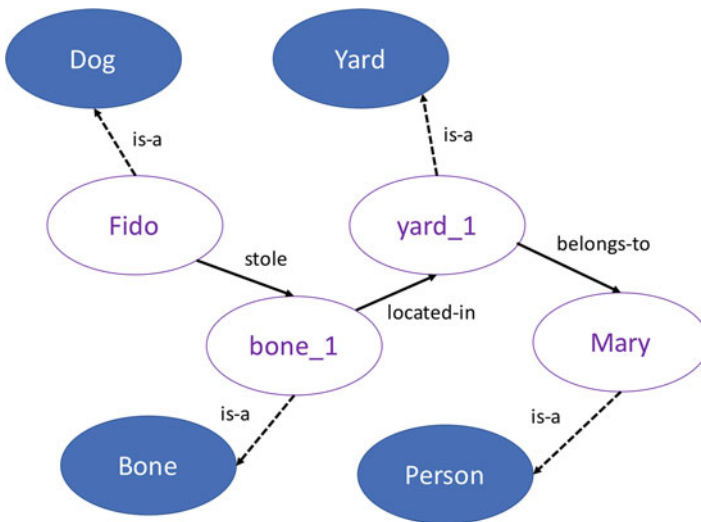 Dog
Yard
is-a
is-a
Fido
yard_1
stole
belongs-to
located-in
bone_1
Mary
is-a
is-a
Bone
Person